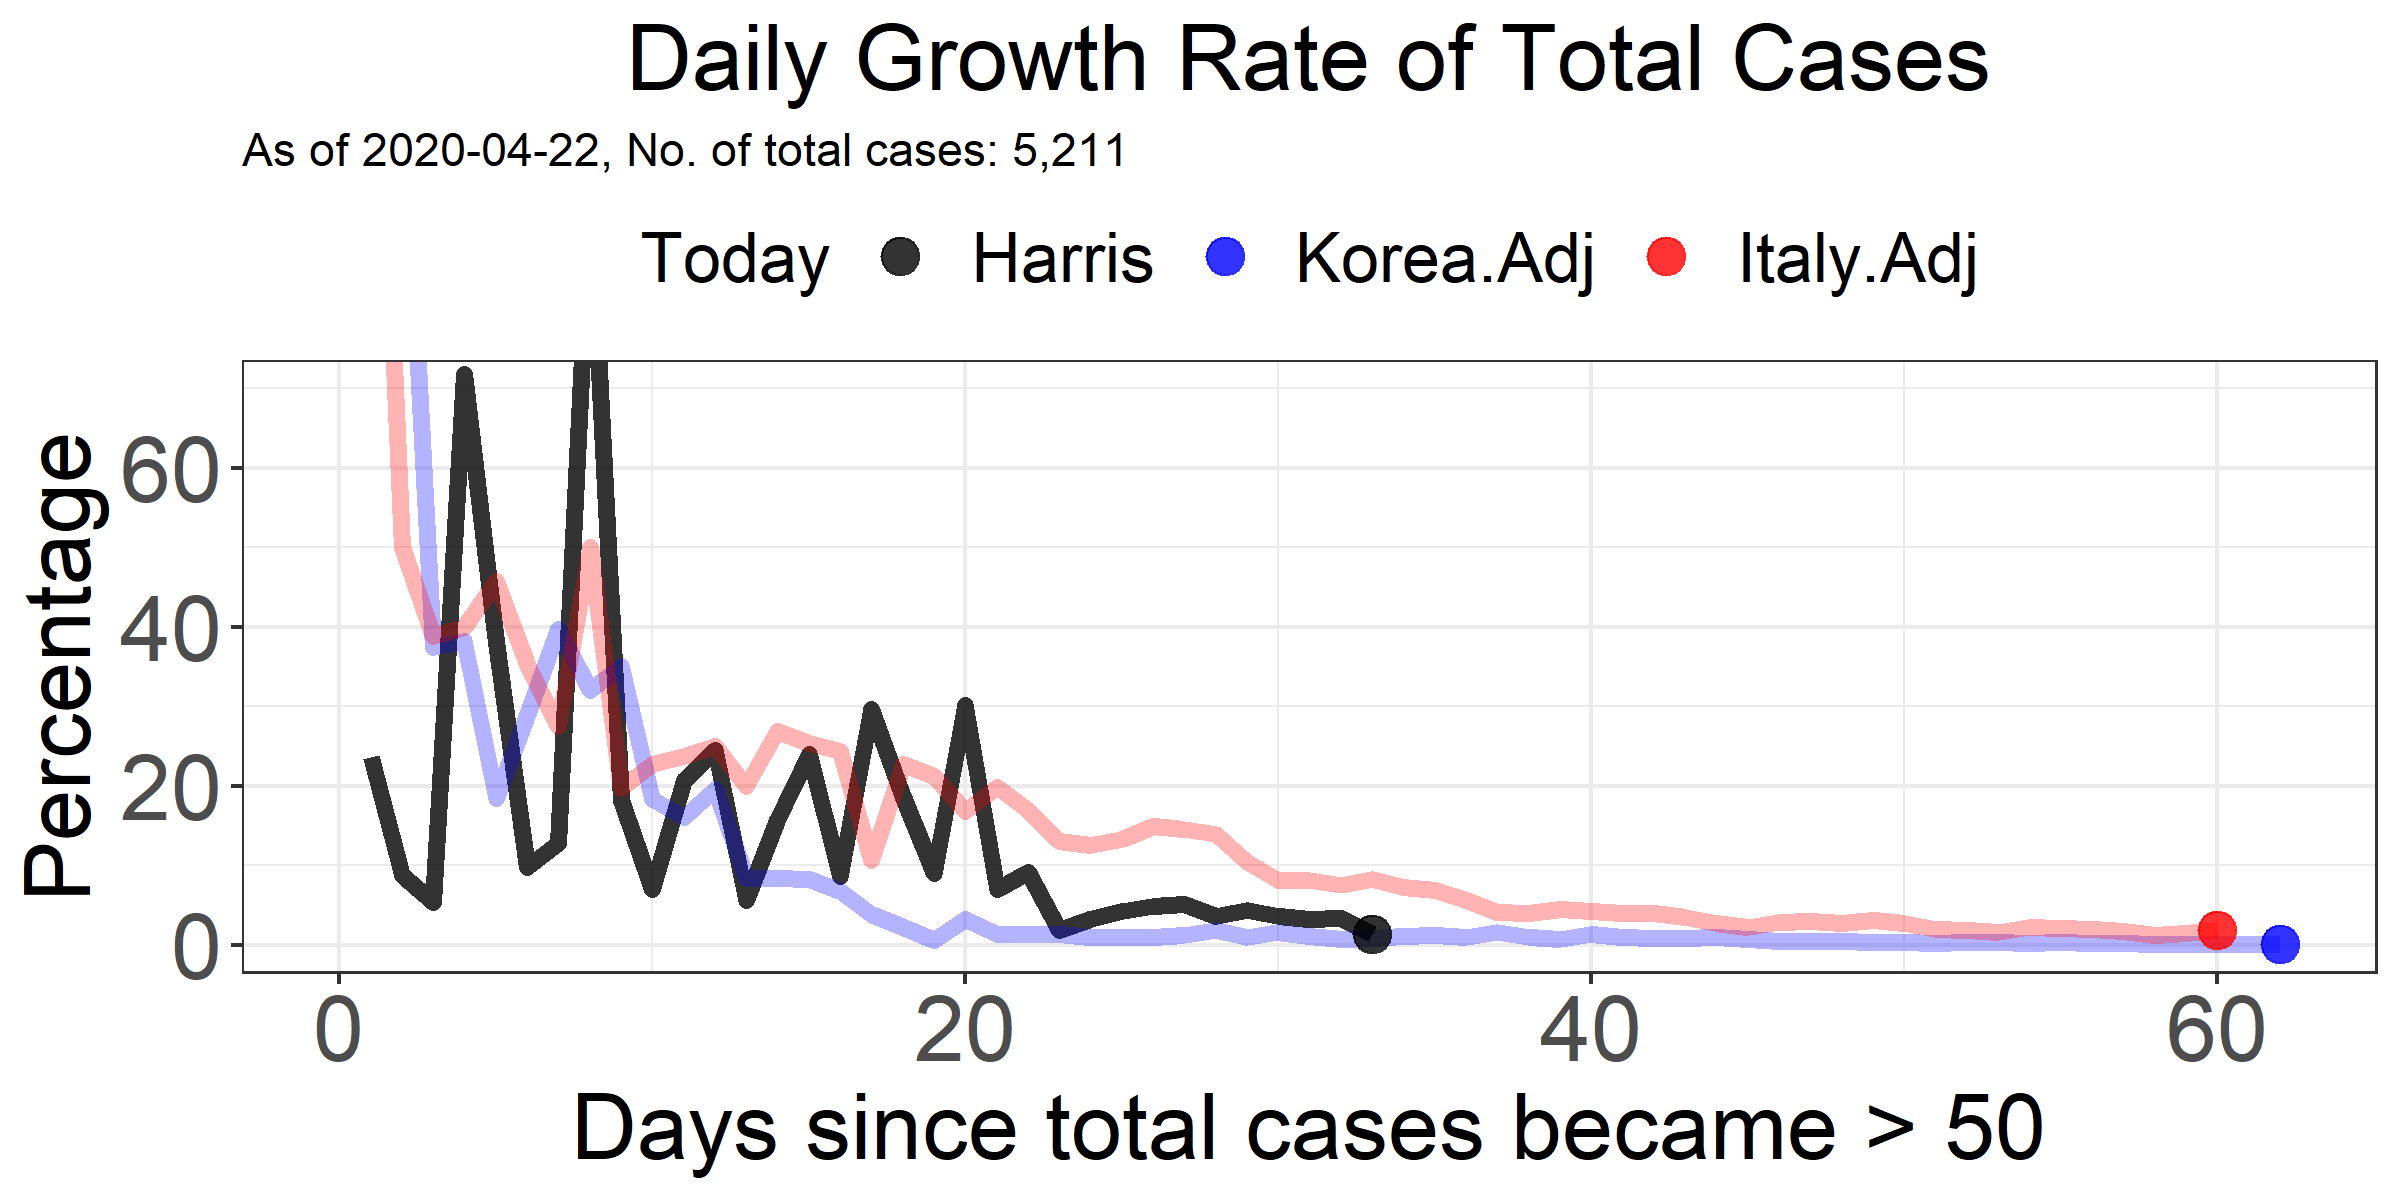 Daily Growth Rate of Total Cases
As of 2020-04-22, No. of total cases: 5,211
Today Harris Korea.Adj Italy.Adj
Percentage
60
40
20
0
0 20 40 60
Days since total cases became > 50